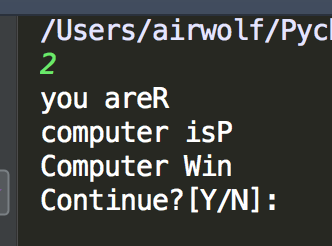 /Users/airwolf/Pych
2
you areR
computer isP
Computer Win
Continue?[Y/N]: